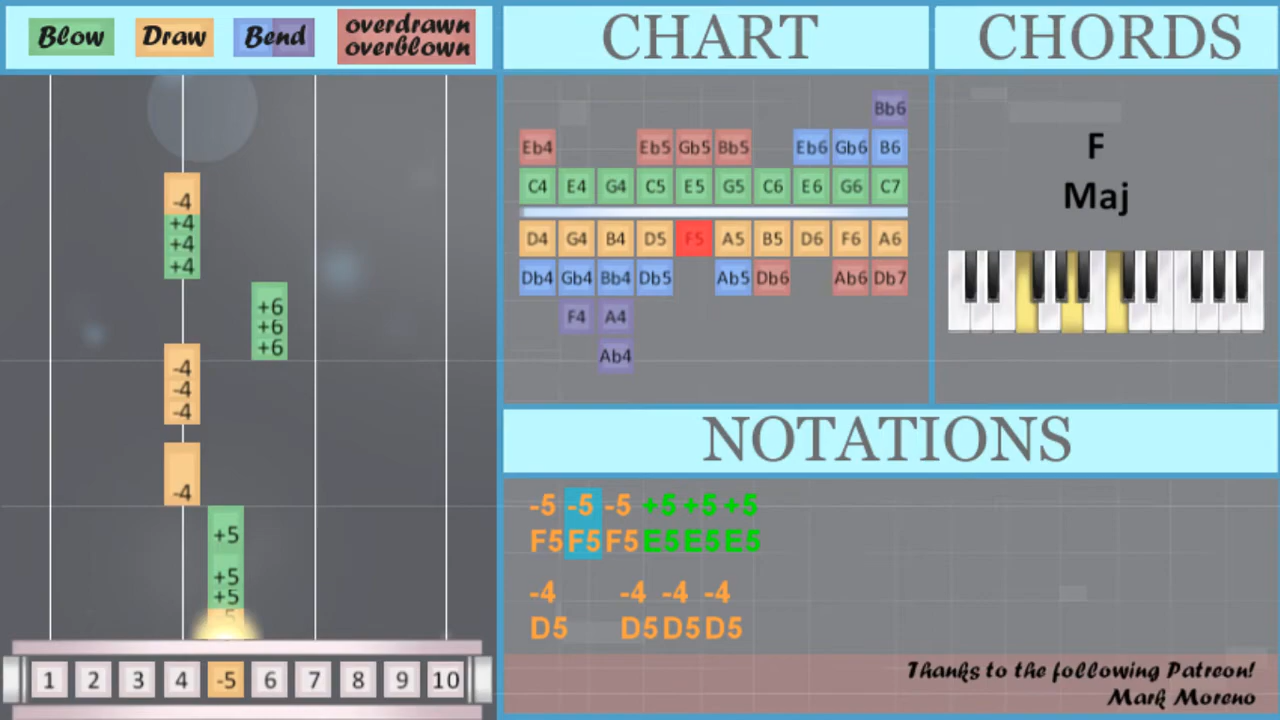 Blow Draw Bend overdrawn overblown
CHART
CHORDS
-4
+4
+4
+4
+6
+6
+6
-4
-4
-4
-4
+5
+5
+5
5
1 2 3 4 -5 6 7 8 9 10
Bb6
Eb4 Eb5 Gb5 Bb5 Eb6 Gb6 B6
C4 E4 G4 C5 E5 G5 C6 E6 G6 C7
D4 G4 B4 D5 F5 A5 B5 D6 F6 A6
Db4 Gb4 Bb4 Db5 Ab5 Db6 Ab6 Db7
F4 A4
Ab4
F
Maj
NOTATIONS
-5 -5 -5 +5 +5 +5
F5 F5 F5 E5 E5 E5
-4 -4 -4 -4
D5 D5 D5 D5
Thanks to the following Patreon!
Mark Moreno